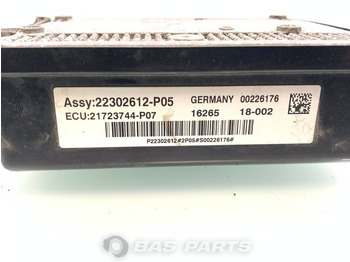 Assy:22302612-P05 GERMANY 00226176
ECU:21723744-P07 16265 18-002
P22302612#2P05#S00226176#
BAS PARTS